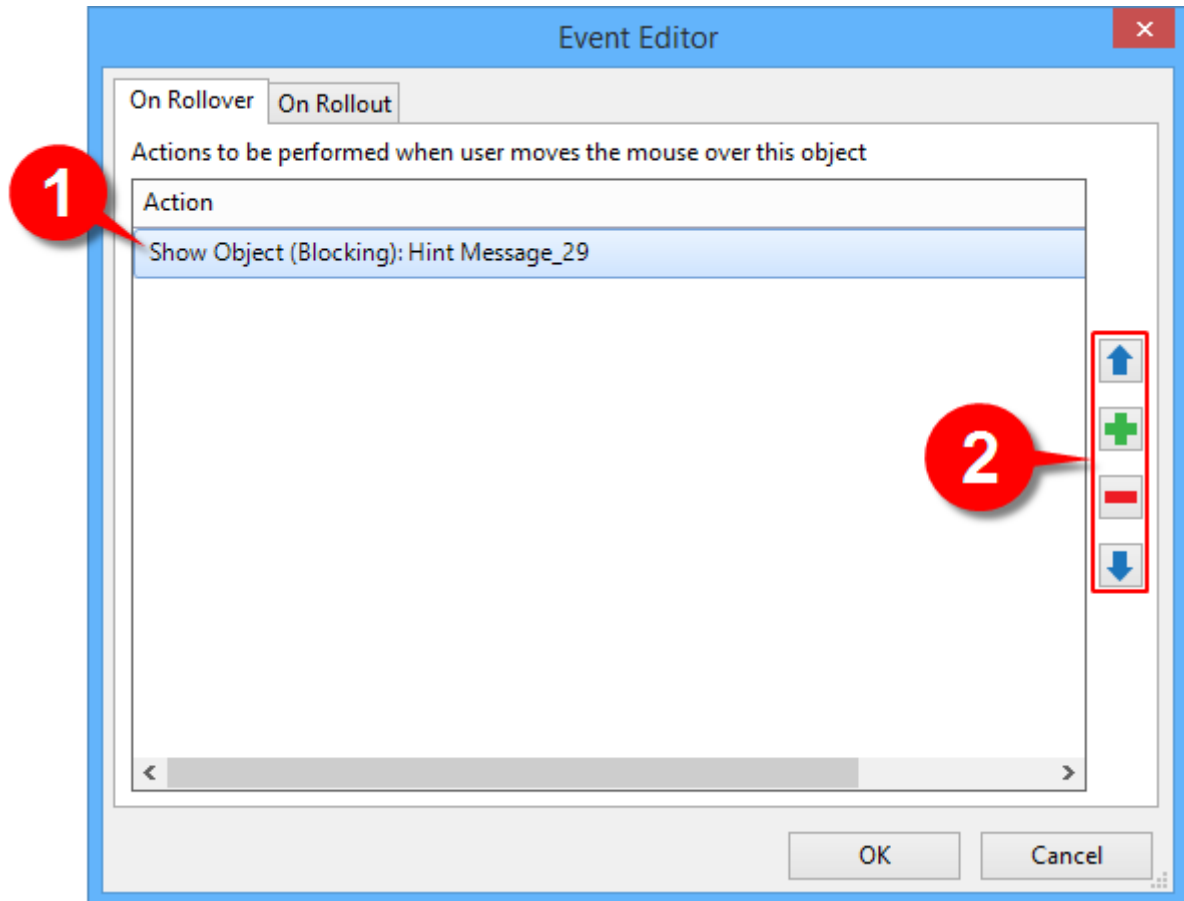 Event Editor
On Rollover On Rollout
Actions to be performed when user moves the mouse over this object
1
Action
Show Object (Blocking): Hint Message_29
2
OK Cancel